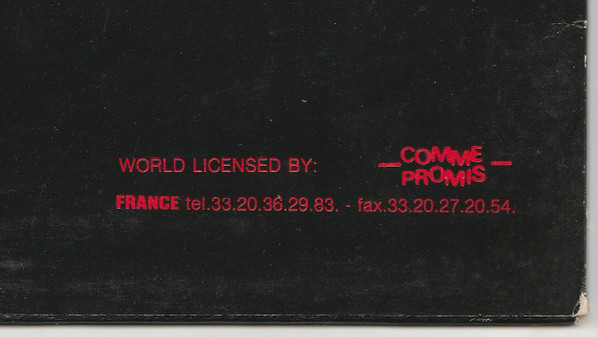 WORLD LICENSED BY:
— COMME PROMIS —
FRANCE tel.33.20.36.29.83. - fax.33.20.27.20.54.